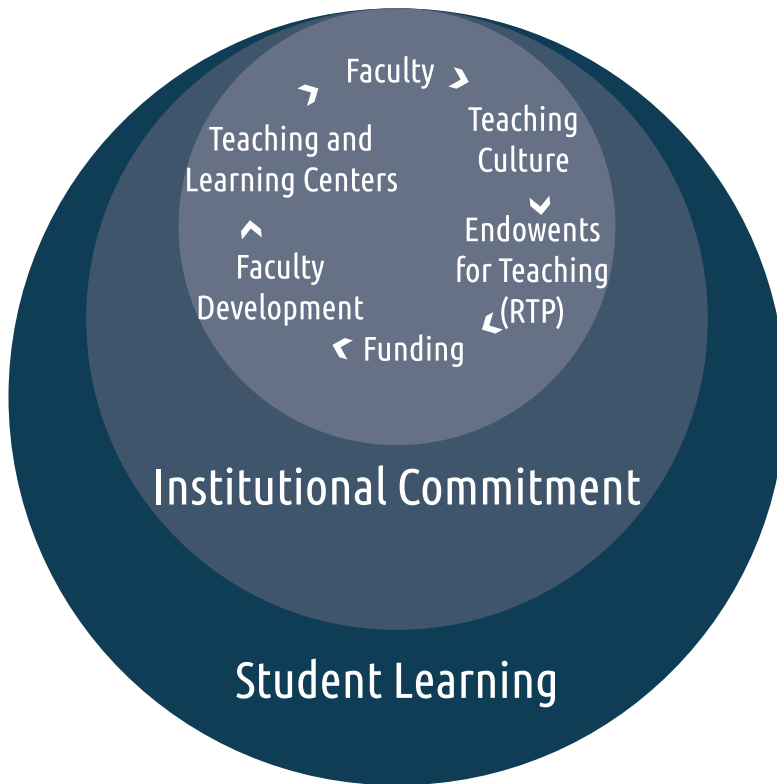 Faculty
Teaching
Culture
Endowents
for Teaching
(RTP)
Funding
Faculty
Development
Teaching and
Learning Centers
Institutional Commitment
Student Learning